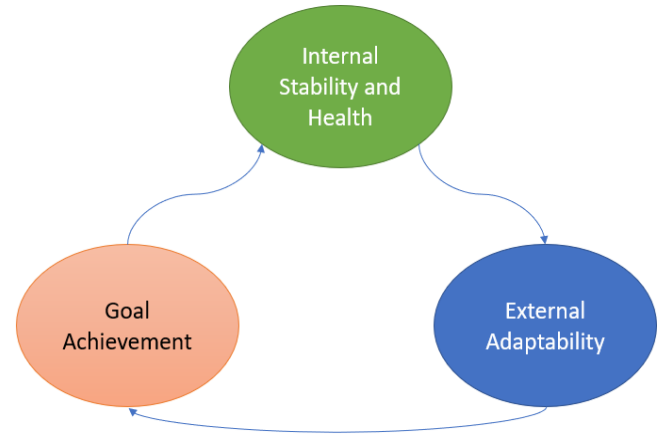 Internal
Stability and
Health
Goal
Achievement
External
Adaptability